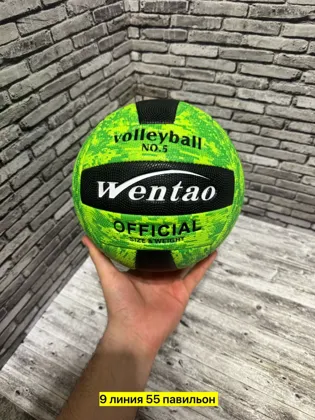 volleyball
NO.5
Wentao
OFFICIAL
SIZE & WEIGHT
9 линия 55 павильон